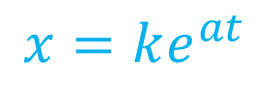 x = ke^{at}